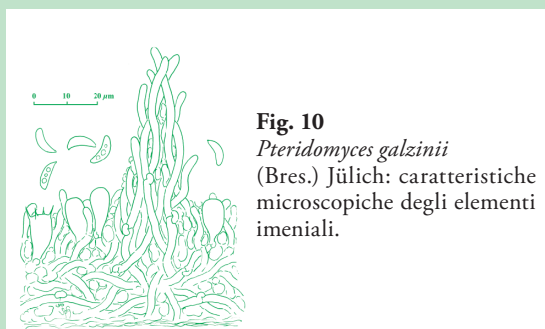 0 10 20 µm
Fig. 10
Pteridomyces galzinii
(Bres.) Jülich: caratteristiche
microscopiche degli elementi
imeniali.